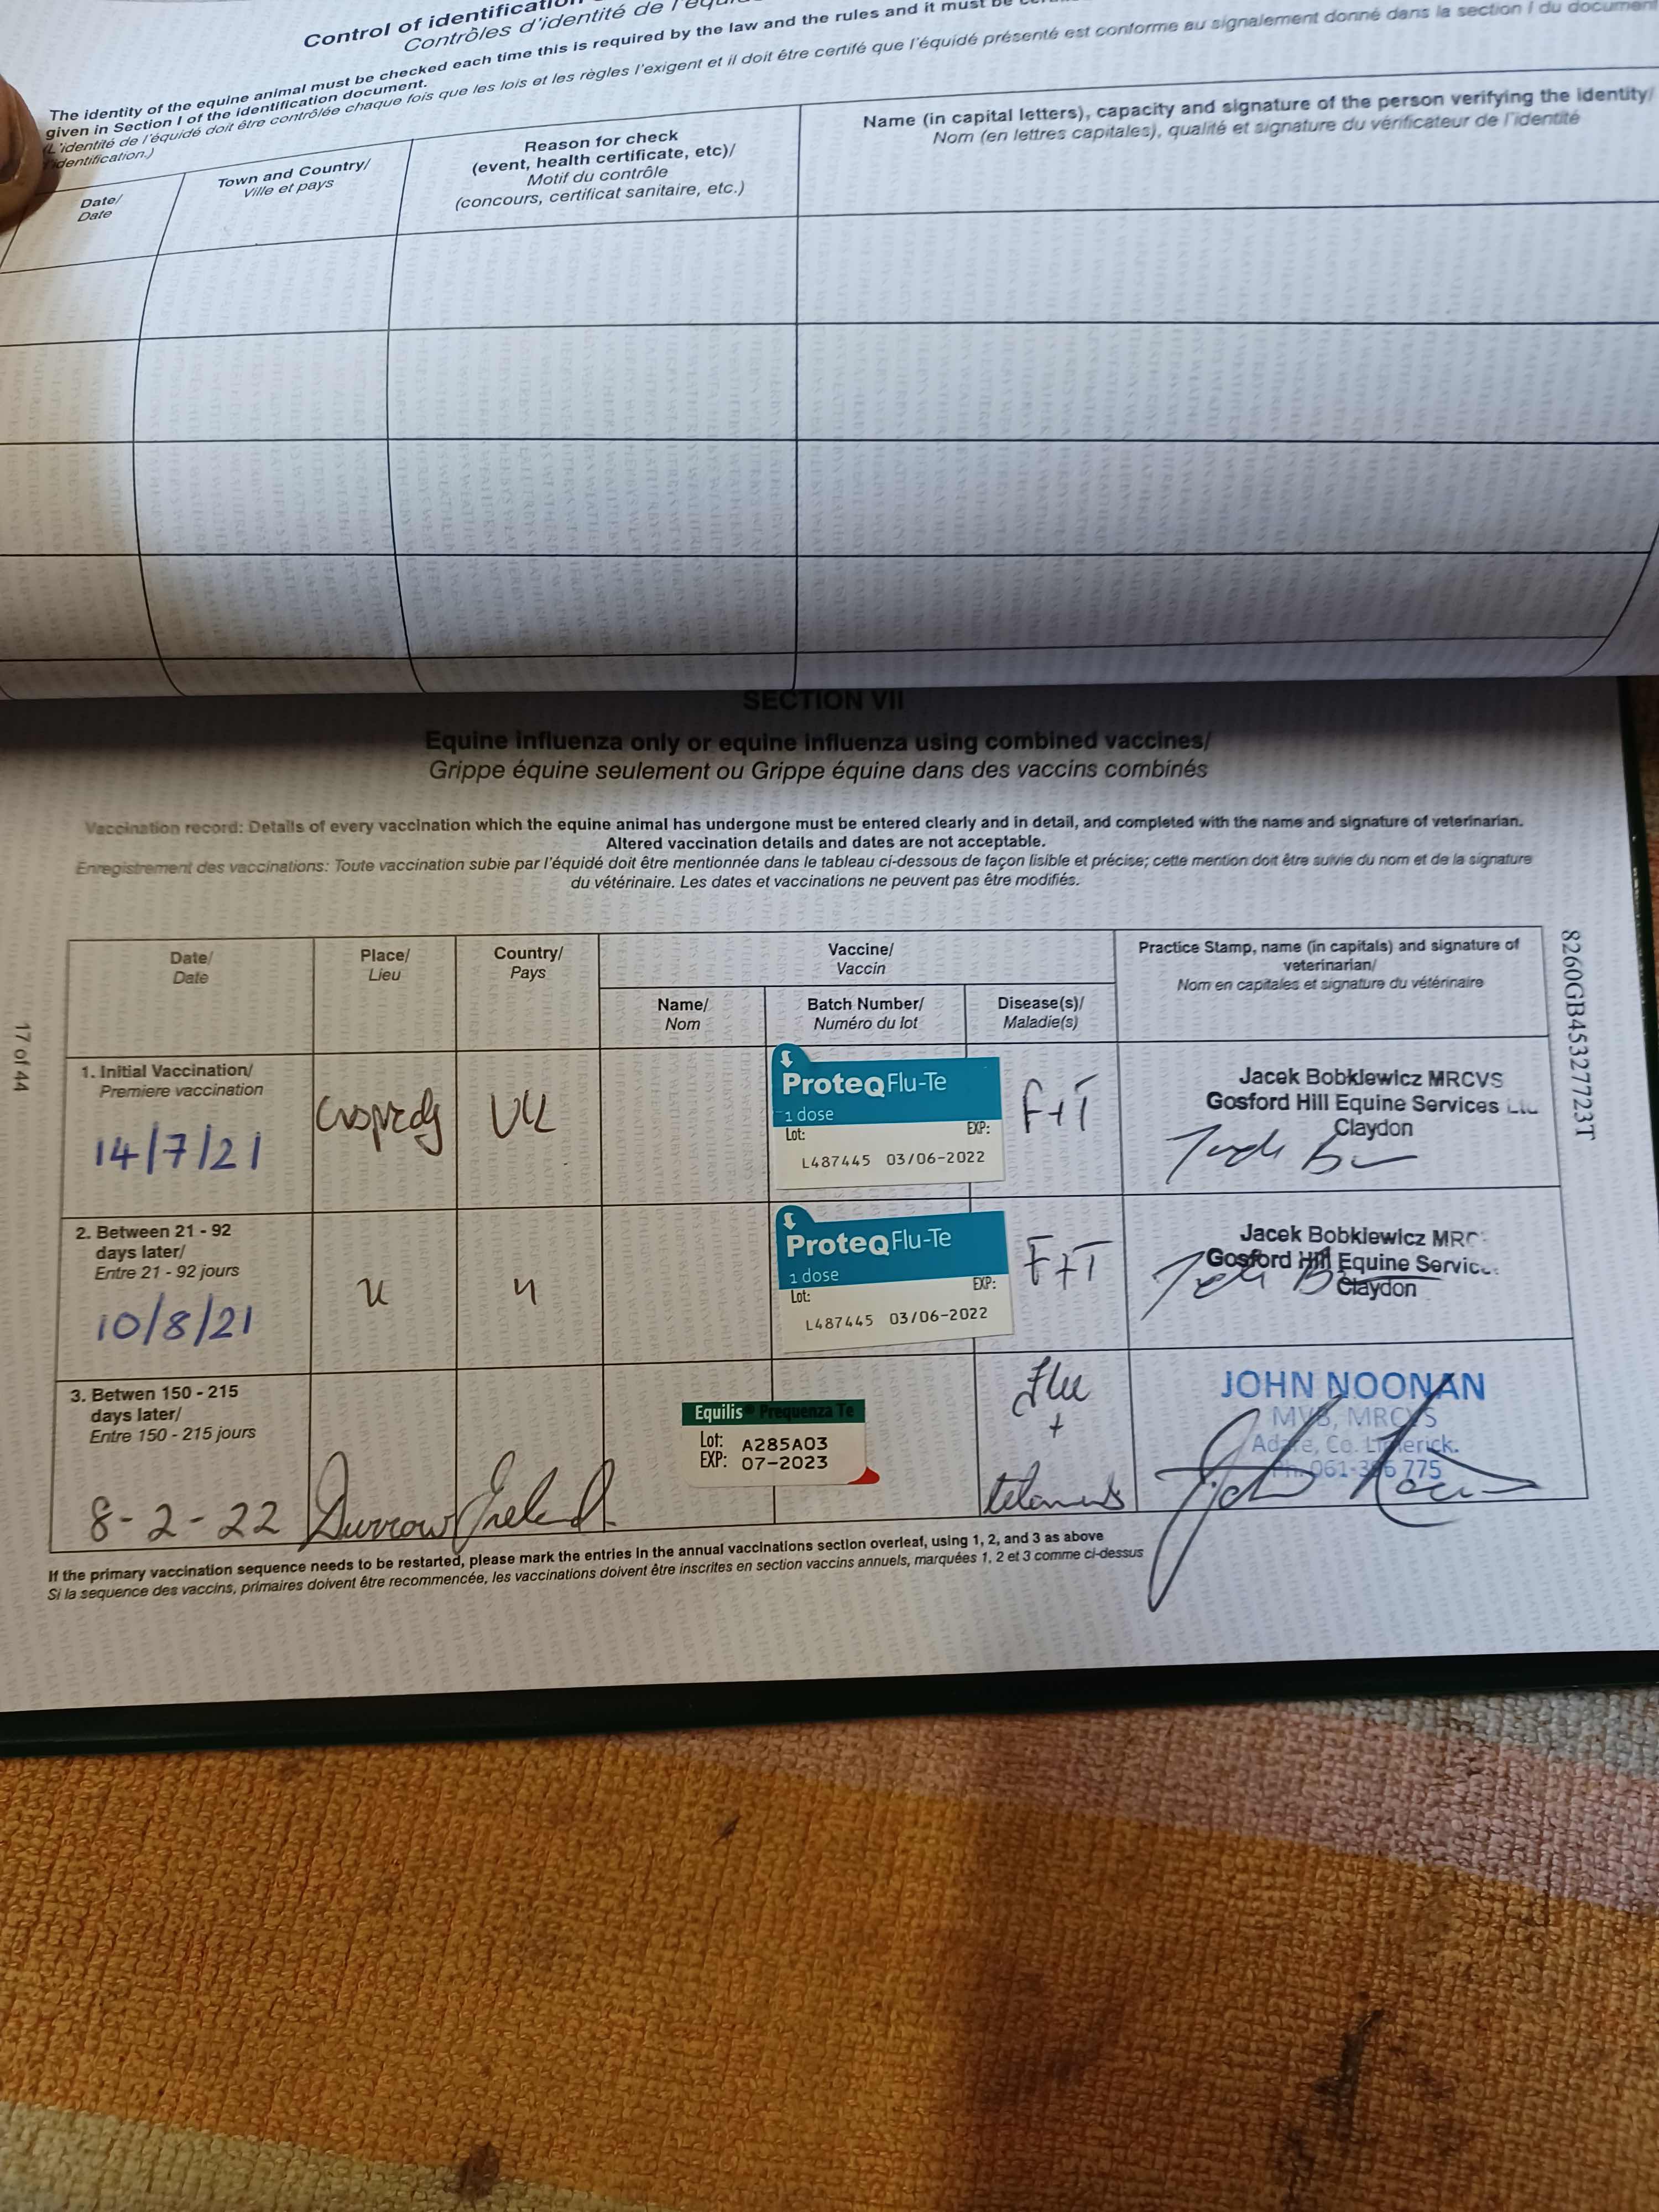 Control of identification
Contrôles d'identité de l'équi
The identity of the equine animal must be checked each time this is required by the law and the rules and it must be
given in Section I of the identification document.
(L'identité de l'équidé doit être contrôlée chaque fois que les lois et les règles l'exigent et il doit être certifé que l'équidé présenté est conforme au signalement donné dans la section I du document
l'identification.)
Date/
Date
Town and Country/
Ville et pays
Reason for check
(event, health certificate, etc)/
Motif du contrôle
(concours, certificat sanitaire, etc.)
Name (in capital letters), capacity and signature of the person verifying the identity/
Nom (en lettres capitales), qualité et signature du vérificateur de l'identité
SECTION VII
Equine influenza only or equine influenza using combined vaccines/
Grippe équine seulement ou Grippe équine dans des vaccins combinés
Vaccination record: Details of every vaccination which the equine animal has undergone must be entered clearly and in detail, and completed with the name and signature of veterinarian.
Altered vaccination details and dates are not acceptable.
Enregistrement des vaccinations: Toute vaccination subie par l'équidé doit être mentionnée dans le tableau ci-dessous de façon lisible et précise; cette mention doit être suivie du nom et de la signature
du vétérinaire. Les dates et vaccinations ne peuvent pas être modifiés.
Date/
Date
Place/
Lieu
Country/
Pays
Vaccine/
Vaccin
Name/
Nom
Batch Number/
Numéro du lot
Disease(s)/
Maladie(s)
Practice Stamp, name (in capitals) and signature of
veterinarian/
Nom en capitales et signature du vétérinaire
1. Initial Vaccination/
Premiere vaccination
14/7/21
UK
ProteqFlu-Te
1 dose
Lot: EXP:
L487445 03/06-2022
F+T
Jacek Bobkiewicz MRCVS
Gosford Hill Equine Services Ltd
Claydon
2. Between 21 - 92
days later/
Entre 21 - 92 jours
10/8/21
ProteqFlu-Te
1 dose
Lot: EXP:
L487445 03/06-2022
F+T
Jacek Bobkiewicz MRC
Gosford Hill Equine Servic
Claydon
3. Betwen 150 - 215
days later/
Entre 150 - 215 jours
8-2-22
Durrow
Ireland
Equilis® Prequenza Te
Lot: A285A03
EXP: 07-2023
Flu
+
tetanus
JOHN NOONAN
MVB, MRCVS
Adare, Co. Limerick.
Ph. 061-396 775
If the primary vaccination sequence needs to be restarted, please mark the entries in the annual vaccinations section overleaf, using 1, 2, and 3 as above
Si la sequence des vaccins, primaires doivent être recommencée, les vaccinations doivent être inscrites en section vaccins annuels, marquées 1, 2 et 3 comme ci-dessus
17 of 44
8260GB45327723T